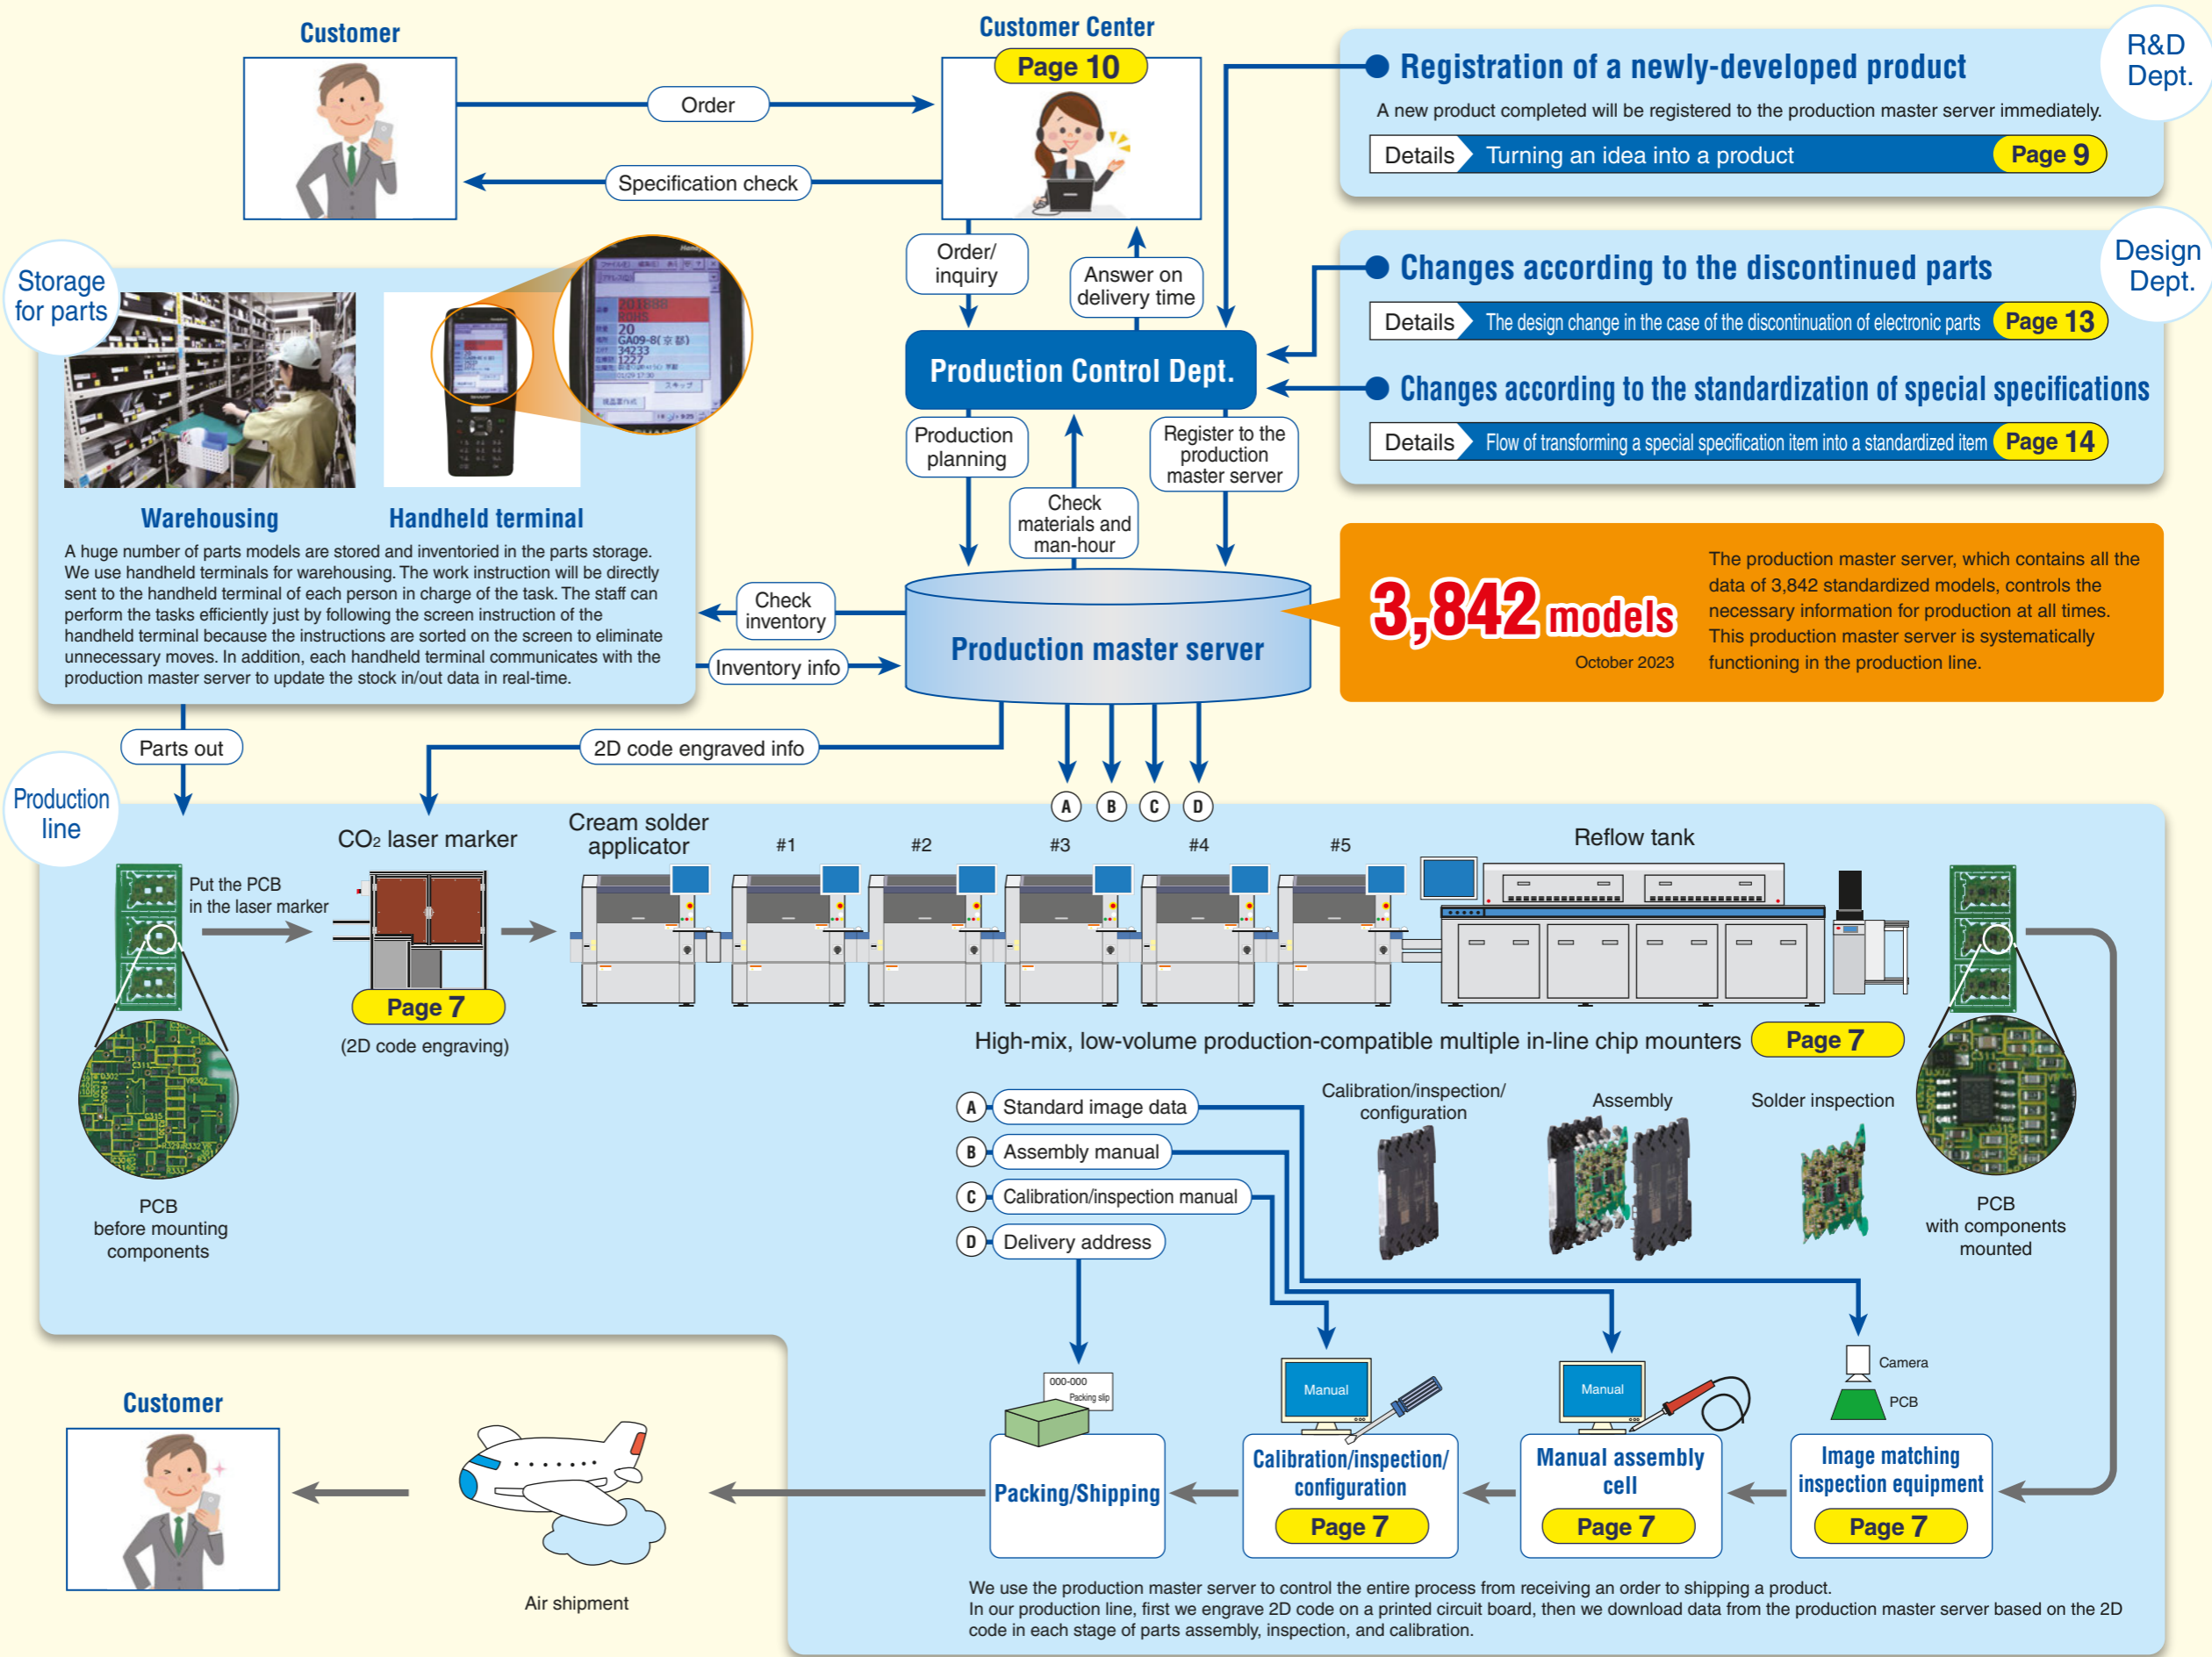 Customer
Customer Center
Page 10
Order
Specification check
R&D
Dept.
Registration of a newly-developed product
A new product completed will be registered to the production master server immediately.
Details
Turning an idea into a product
Page 9
Order/
inquiry
Answer on
delivery time
Design
Dept.
Changes according to the discontinued parts
Details
The design change in the case of the discontinuation of electronic parts
Page 13
Changes according to the standardization of special specifications
Details
Flow of transforming a special specification item into a standardized item
Page 14
Production Control Dept.
Production
planning
Check
materials and
man-hour
Register to the
production
master server
Storage
for parts
201888
ROHS
20
GA09-8(京都)
34233
1227
スキップ
Warehousing
Handheld terminal
A huge number of parts models are stored and inventoried in the parts storage.
We use handheld terminals for warehousing. The work instruction will be directly
sent to the handheld terminal of each person in charge of the task. The staff can
perform the tasks efficiently just by following the screen instruction of the
handheld terminal because the instructions are sorted on the screen to eliminate
unnecessary moves. In addition, each handheld terminal communicates with the
production master server to update the stock in/out data in real-time.
Check
inventory
Inventory info
Production master server
3,842 models
October 2023
The production master server, which contains all the
data of 3,842 standardized models, controls the
necessary information for production at all times.
This production master server is systematically
functioning in the production line.
Parts out
2D code engraved info
A
B
C
D
Production
line
Put the PCB
in the laser marker
CO2 laser marker
Page 7
(2D code engraving)
Cream solder
applicator
#1
#2
#3
#4
#5
Reflow tank
High-mix, low-volume production-compatible multiple in-line chip mounters
Page 7
PCB
before mounting
components
A
Standard image data
B
Assembly manual
C
Calibration/inspection manual
D
Delivery address
Calibration/inspection/
configuration
Assembly
Solder inspection
PCB
with components
mounted
Camera
PCB
Manual
Manual
000-000
Packing slip
Image matching
inspection equipment
Page 7
Manual assembly
cell
Page 7
Calibration/inspection/
configuration
Page 7
Packing/Shipping
Air shipment
Customer
We use the production master server to control the entire process from receiving an order to shipping a product.
In our production line, first we engrave 2D code on a printed circuit board, then we download data from the production master server based on the 2D
code in each stage of parts assembly, inspection, and calibration.